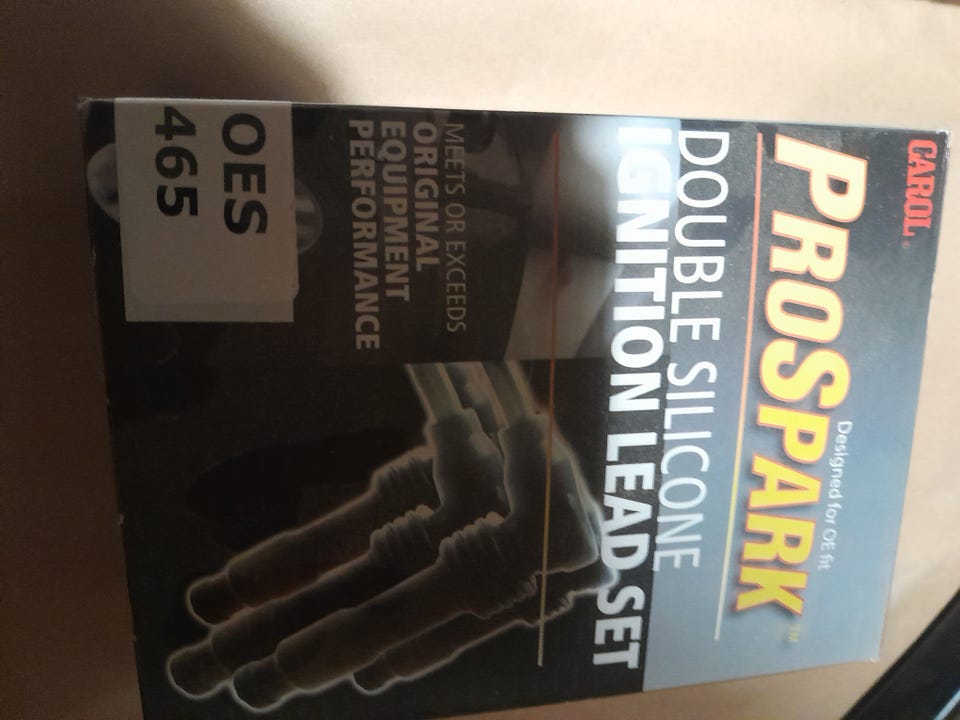 CAROL®
PROSPARK™
Designed for OE fit
DOUBLE SILICONE
IGNITION LEAD SET
MEETS OR EXCEEDS
ORIGINAL
EQUIPMENT
PERFORMANCE
OES
465